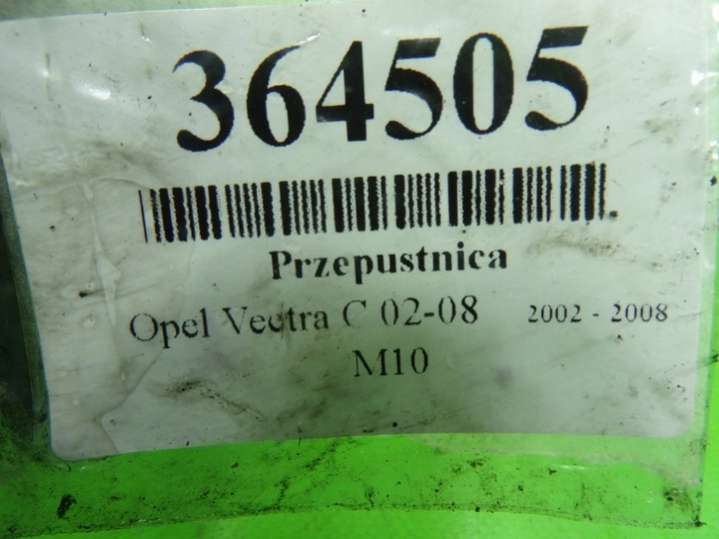 364505
Przepustnica
Opel Vectra C 02-08 2002 - 2008
M10